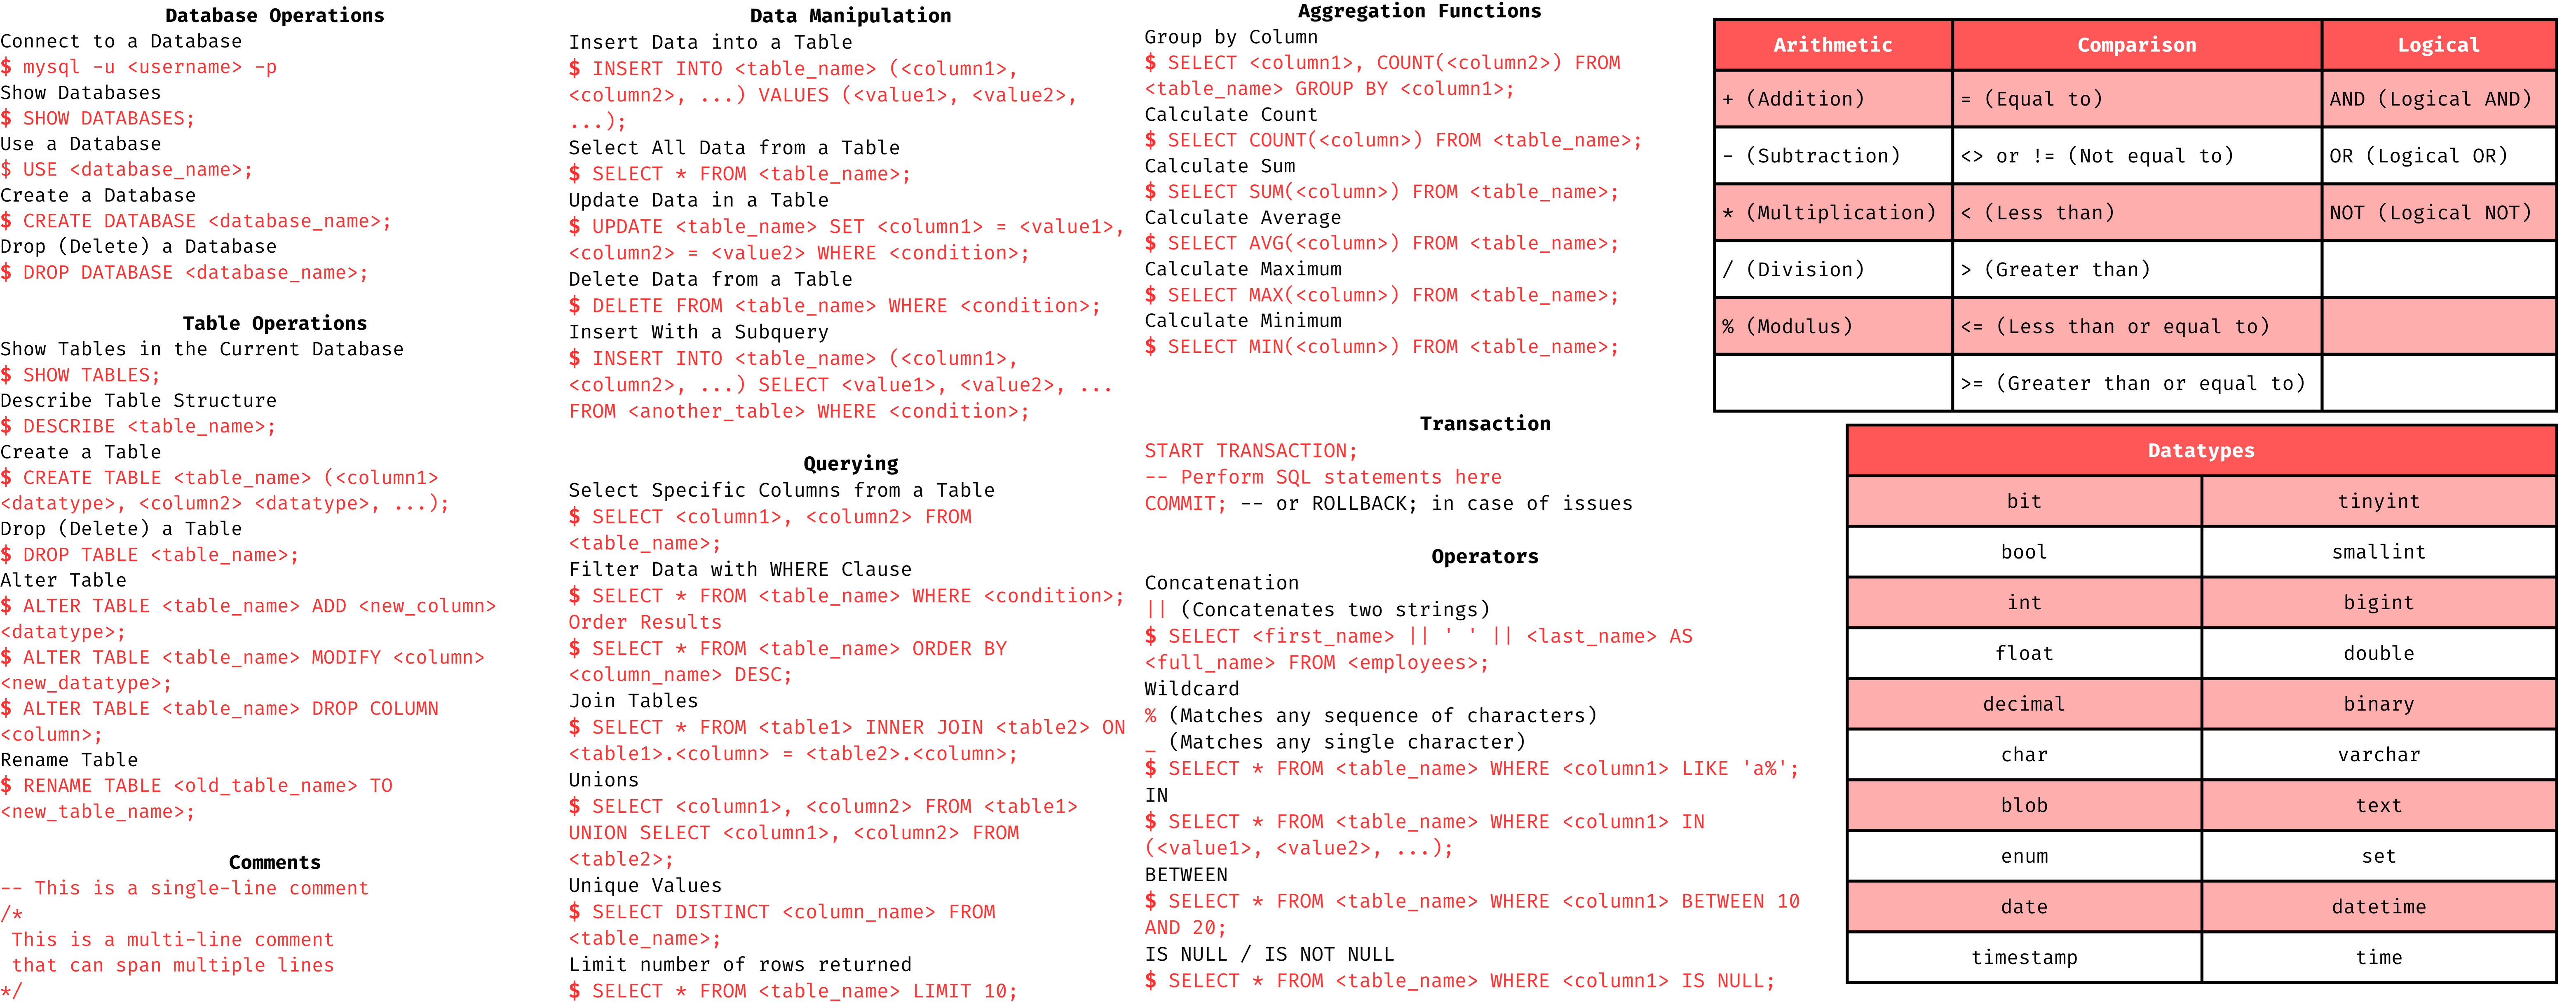 Database Operations
Connect to a Database
$ mysql -u <username> -p
Show Databases
$ SHOW DATABASES;
Use a Database
$ USE <database_name>;
Create a Database
$ CREATE DATABASE <database_name>;
Drop (Delete) a Database
$ DROP DATABASE <database_name>;
Table Operations
Show Tables in the Current Database
$ SHOW TABLES;
Describe Table Structure
$ DESCRIBE <table_name>;
Create a Table
$ CREATE TABLE <table_name> (<column1>
<datatype>, <column2> <datatype>, ...);
Drop (Delete) a Table
$ DROP TABLE <table_name>;
Alter Table
$ ALTER TABLE <table_name> ADD <new_column>
<datatype>;
$ ALTER TABLE <table_name> MODIFY <column>
<new_datatype>;
$ ALTER TABLE <table_name> DROP COLUMN
<column>;
Rename Table
$ RENAME TABLE <old_table_name> TO
<new_table_name>;
Comments
-- This is a single-line comment
/*
This is a multi-line comment
that can span multiple lines
*/
Data Manipulation
Insert Data into a Table
$ INSERT INTO <table_name> (<column1>,
<column2>, ...) VALUES (<value1>, <value2>,
...);
Select All Data from a Table
$ SELECT * FROM <table_name>;
Update Data in a Table
$ UPDATE <table_name> SET <column1> = <value1>,
<column2> = <value2> WHERE <condition>;
Delete Data from a Table
$ DELETE FROM <table_name> WHERE <condition>;
Insert With a Subquery
$ INSERT INTO <table_name> (<column1>,
<column2>, ...) SELECT <value1>, <value2>, ...
FROM <another_table> WHERE <condition>;
Querying
Select Specific Columns from a Table
$ SELECT <column1>, <column2> FROM
<table_name>;
Filter Data with WHERE Clause
$ SELECT * FROM <table_name> WHERE <condition>;
Order Results
$ SELECT * FROM <table_name> ORDER BY
<column_name> DESC;
Join Tables
$ SELECT * FROM <table1> INNER JOIN <table2> ON
<table1>.<column> = <table2>.<column>;
Unions
$ SELECT <column1>, <column2> FROM <table1>
UNION SELECT <column1>, <column2> FROM
<table2>;
Unique Values
$ SELECT DISTINCT <column_name> FROM
<table_name>;
Limit number of rows returned
$ SELECT * FROM <table_name> LIMIT 10;
Aggregation Functions
Group by Column
$ SELECT <column1>, COUNT(<column2>) FROM
<table_name> GROUP BY <column1>;
Calculate Count
$ SELECT COUNT(<column>) FROM <table_name>;
Calculate Sum
$ SELECT SUM(<column>) FROM <table_name>;
Calculate Average
$ SELECT AVG(<column>) FROM <table_name>;
Calculate Maximum
$ SELECT MAX(<column>) FROM <table_name>;
Calculate Minimum
$ SELECT MIN(<column>) FROM <table_name>;
Transaction
START TRANSACTION;
-- Perform SQL statements here
COMMIT; -- or ROLLBACK; in case of issues
Operators
Concatenation
|| (Concatenates two strings)
$ SELECT <first_name> || ' ' || <last_name> AS
<full_name> FROM <employees>;
Wildcard
% (Matches any sequence of characters)
_ (Matches any single character)
$ SELECT * FROM <table_name> WHERE <column1> LIKE 'a%';
IN
$ SELECT * FROM <table_name> WHERE <column1> IN
(<value1>, <value2>, ...);
BETWEEN
$ SELECT * FROM <table_name> WHERE <column1> BETWEEN 10
AND 20;
IS NULL / IS NOT NULL
$ SELECT * FROM <table_name> WHERE <column1> IS NULL;
Arithmetic Comparison Logical
+ (Addition) = (Equal to) AND (Logical AND)
- (Subtraction) <> or != (Not equal to) OR (Logical OR)
* (Multiplication) < (Less than) NOT (Logical NOT)
/ (Division) > (Greater than)
% (Modulus) <= (Less than or equal to)
>= (Greater than or equal to)
Datatypes
bit tinyint
bool smallint
int bigint
float double
decimal binary
char varchar
blob text
enum set
date datetime
timestamp time